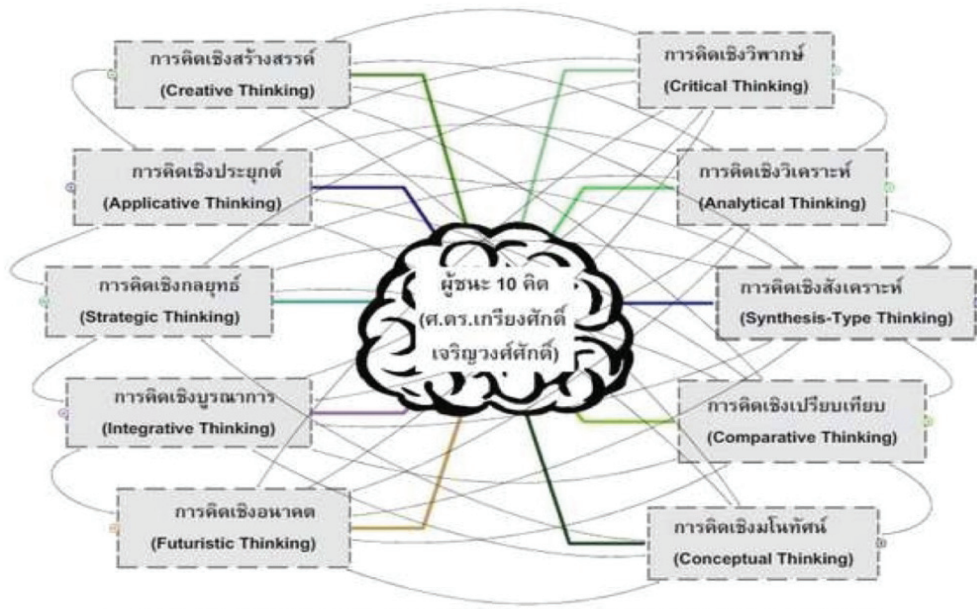 การคิดเชิงสร้างสรรค์
(Creative Thinking)
การคิดเชิงวิพากษ์
(Critical Thinking)
การคิดเชิงประยุกต์
(Applicative Thinking)
การคิดเชิงวิเคราะห์
(Analytical Thinking)
ผู้ชนะ 10 คิด
(ศ.ดร.เกรียงศักดิ์
เจริญวงศ์ศักดิ์)
การคิดเชิงกลยุทธ์
(Strategic Thinking)
การคิดเชิงสังเคราะห์
(Synthesis-Type Thinking)
การคิดเชิงบูรณาการ
(Integrative Thinking)
การคิดเชิงเปรียบเทียบ
(Comparative Thinking)
การคิดเชิงอนาคต
(Futuristic Thinking)
การคิดเชิงมโนทัศน์
(Conceptual Thinking)